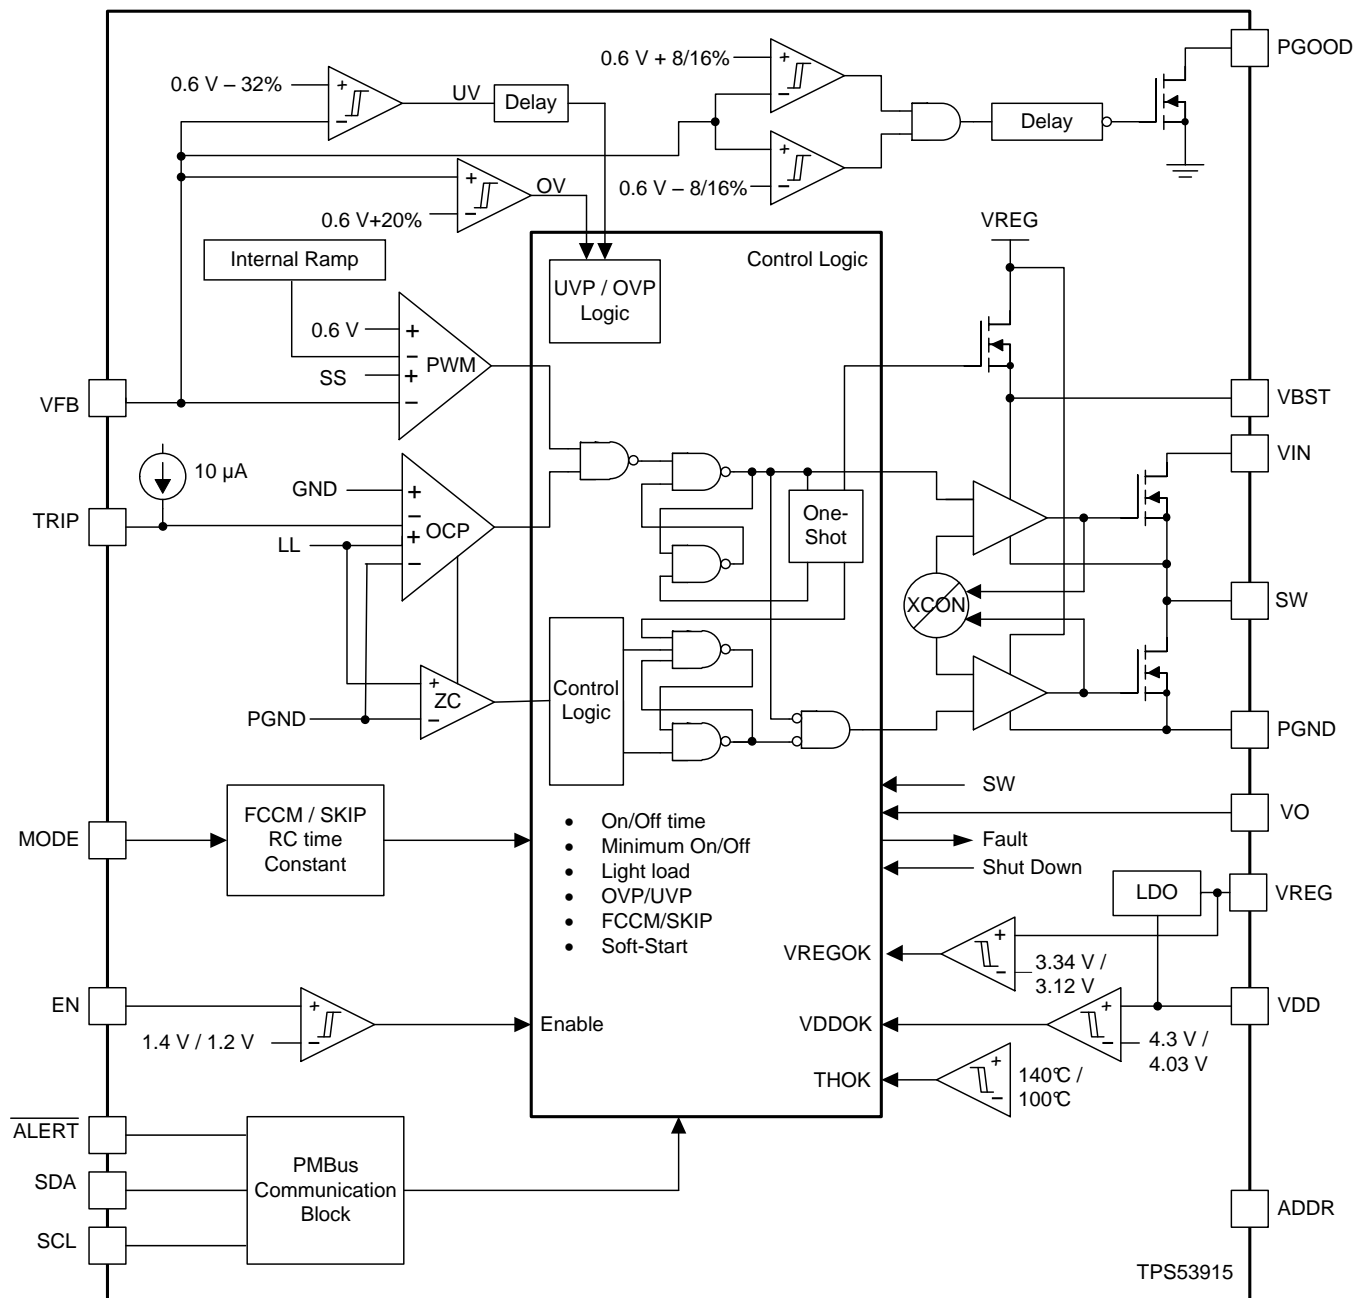 PGOOD
0.6 V + 8/16%
+
−
0.6 V – 32%
+
−
UV
Delay
Delay
+
−
0.6 V – 8/16%
+
−
OV
0.6 V+20%
VREG
Internal Ramp
Control Logic
UVP / OVP
Logic
0.6 V
+
−
PWM
SS
+
−
VFB
VBST
VIN
10 µA
GND
+
TRIP
−
OCP
LL
+
−
One-
Shot
XCON
SW
Control
Logic
+
ZC
−
PGND
PGND
SW
VO
MODE
FCCM / SKIP
RC time
Constant
• On/Off time
• Minimum On/Off
• Light load
• OVP/UVP
• FCCM/SKIP
• Soft-Start
Fault
Shut Down
LDO
VREG
VREGOK
+
−
3.34 V /
3.12 V
EN
+
−
1.4 V / 1.2 V
Enable
VDD
VDDOK
+
−
4.3 V /
4.03 V
THOK
+
−
140°C /
100°C
ALERT
SDA
SCL
PMBus
Communication
Block
ADDR
TPS53915